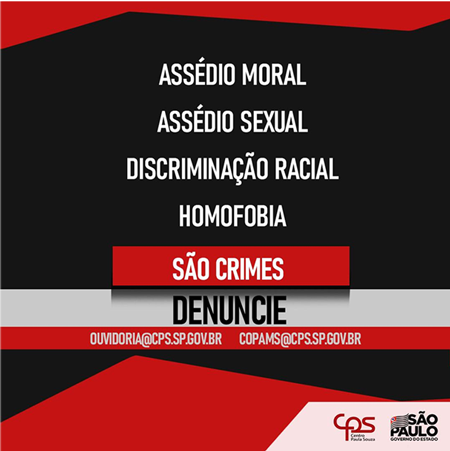 ASSÉDIO MORAL
ASSÉDIO SEXUAL
DISCRIMINAÇÃO RACIAL
HOMOFOBIA
SÃO CRIMES
DENUNCIE
OUVIDORIA@CPS.SP.GOV.BR COPAMS@CPS.SP.GOV.BR
cps
Centro
Paula Souza
SÃO
PAULO
GOVERNO DO ESTADO